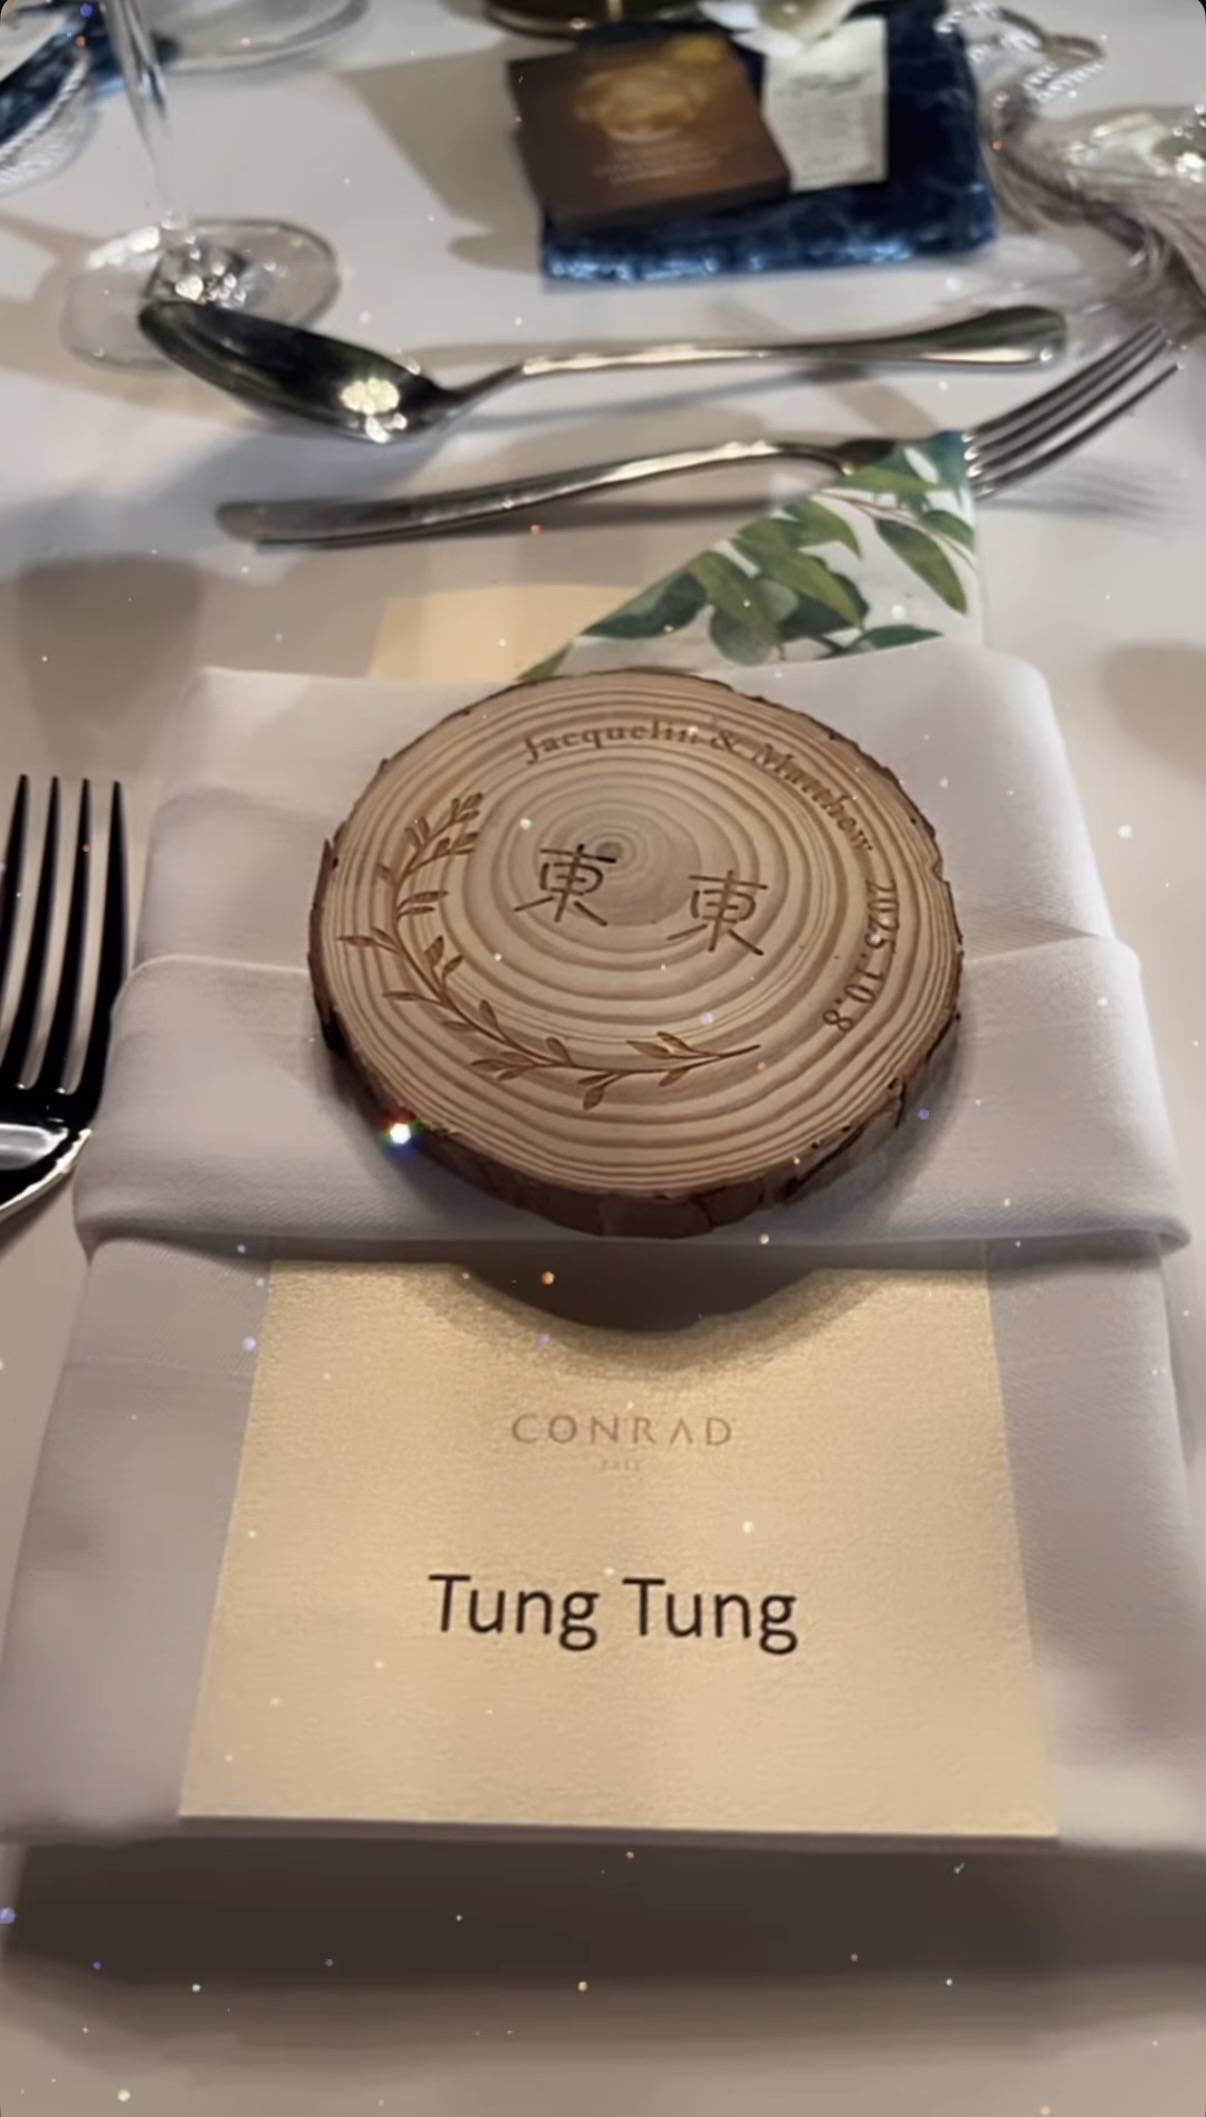 Jacquelin & Matthew 2025.10.8
東 東
CONRAD
Tung Tung